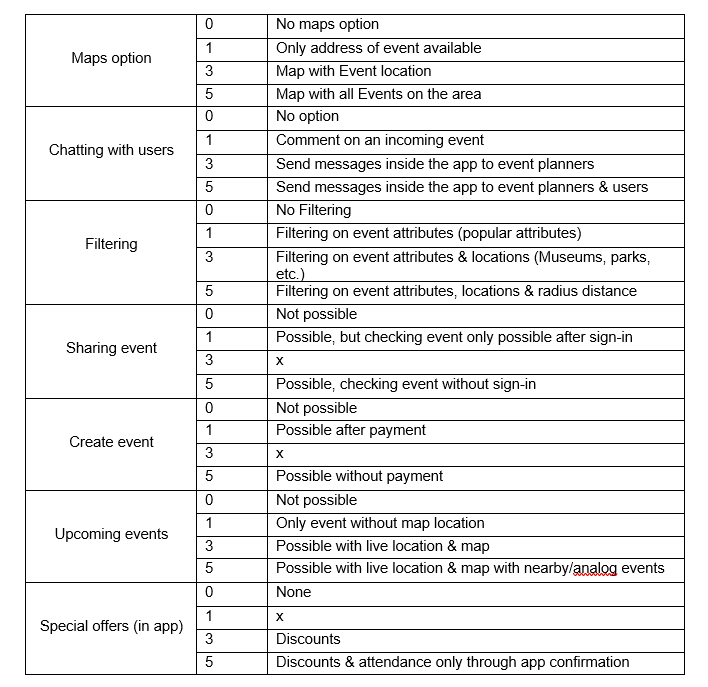 Maps option
0 No maps option
1 Only address of event available
3 Map with Event location
5 Map with all Events on the area
Chatting with users
0 No option
1 Comment on an incoming event
3 Send messages inside the app to event planners
5 Send messages inside the app to event planners & users
Filtering
0 No Filtering
1 Filtering on event attributes (popular attributes)
3 Filtering on event attributes & locations (Museums, parks,
etc.)
5 Filtering on event attributes, locations & radius distance
Sharing event
0 Not possible
1 Possible, but checking event only possible after sign-in
3 x
5 Possible, checking event without sign-in
Create event
0 Not possible
1 Possible after payment
3 x
5 Possible without payment
Upcoming events
0 Not possible
1 Only event without map location
3 Possible with live location & map
5 Possible with live location & map with nearby/analog events
Special offers (in app)
0 None
1 x
3 Discounts
5 Discounts & attendance only through app confirmation